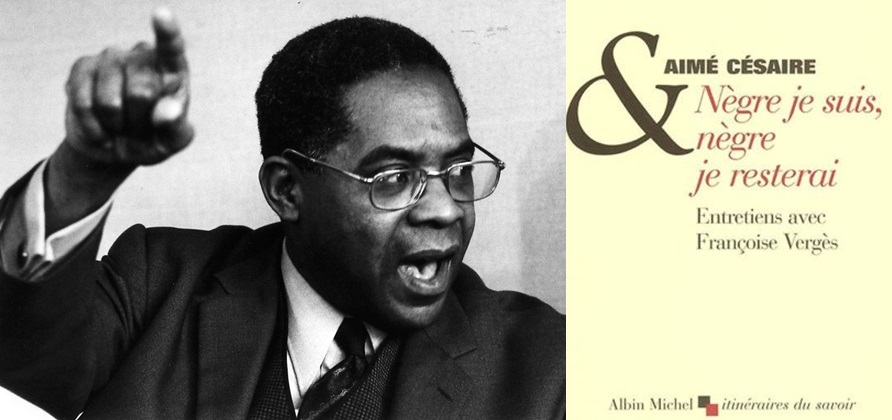 &
AIMÉ CÉSAIRE
Nègre je suis,
nègre
je resterai
Entretiens avec
Françoise Vergès
Albin Michel itinéraires du savoir